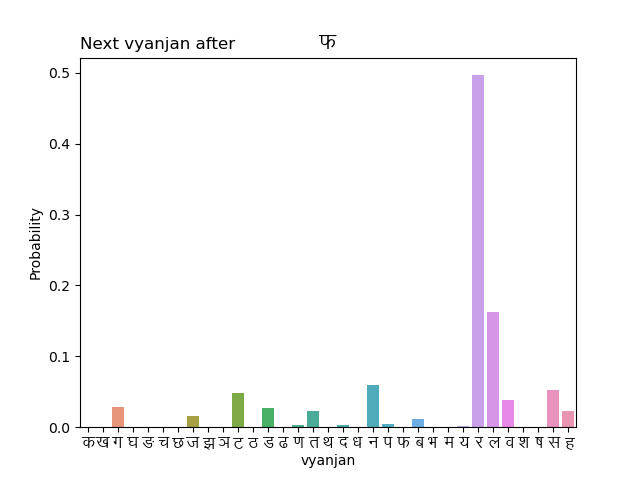 Next vyanjan after फ
0.5
0.4
0.3
0.2
0.1
0.0
Probability
क ख ग घ ङ च छ ज झ ञ ट ठ ड ढ ण त थ द ध न प फ ब भ म य र ल व श ष स ह
vyanjan